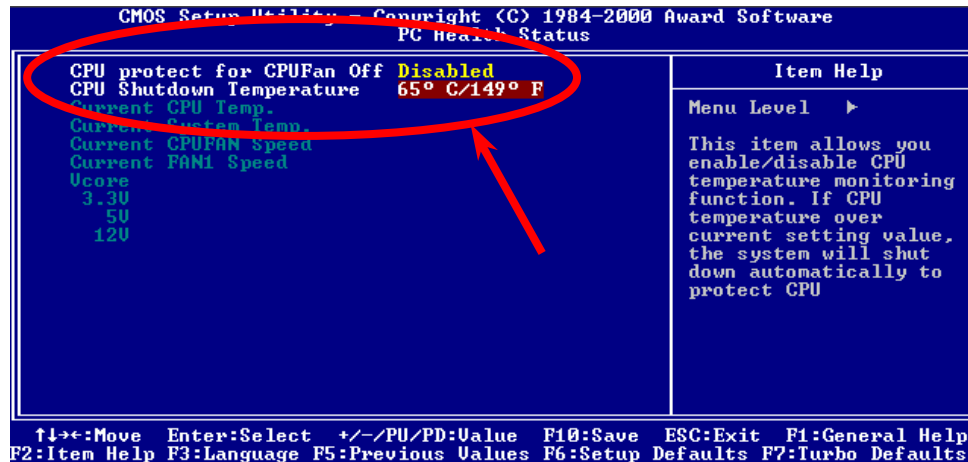 CMOS Setup Utility - Copyright (C) 1984-2000 Award Software
PC Health Status
CPU protect for CPUFan Off Disabled
CPU Shutdown Temperature 65º C/149º F
Current CPU Temp.
Current System Temp.
Current CPUFAN Speed
Current FAN1 Speed
Vcore
3.3V
5V
12V
Item Help
Menu Level ►
This item allows you
enable/disable CPU
temperature monitoring
function. If CPU
temperature over
current setting value,
the system will shut
down automatically to
protect CPU
↑↓→←:Move Enter:Select +/-/PU/PD:Value F10:Save ESC:Exit F1:General Help
F2:Item Help F3:Language F5:Previous Values F6:Setup Defaults F7:Turbo Defaults